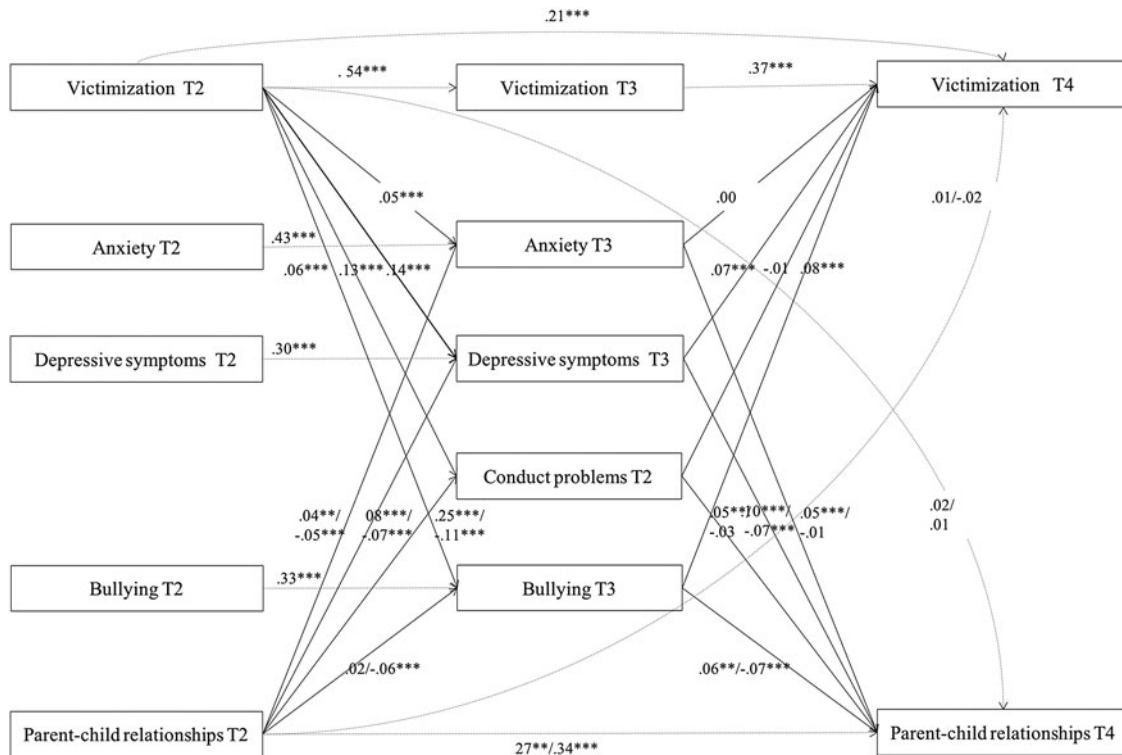 .21***
Victimization T2
. 54***
Victimization T3
.37***
Victimization T4
.05***
.00
.01/-.02
Anxiety T2
.43***
Anxiety T3
.06***
.13***
.14***
.07***
-.01
.08***
Depressive symptoms T2
.30***
Depressive symptoms T3
Conduct problems T2
.04**/
-.05***
08***/
-.07***
.25***/
-.11***
.05**
-.03
.10***/
-.07***
.05***/
-.01
.02/
.01
Bullying T2
.33***
Bullying T3
.02/-.06***
.06**/-.07***
Parent-child relationships T2
27**/.34***
Parent-child relationships T4